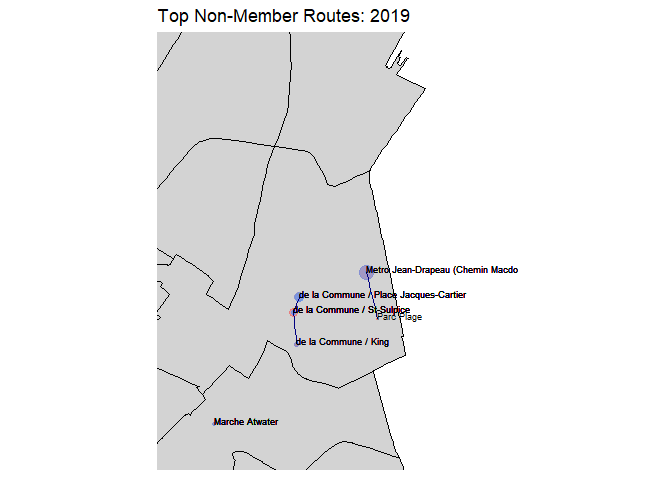 Top Non-Member Routes: 2019
Metro Jean-Drapeau (Chemin Macdo
de la Commune / Place Jacques-Cartier
de la Commune / St-Sulpice
Parc Plage
de la Commune / King
Marche Atwater